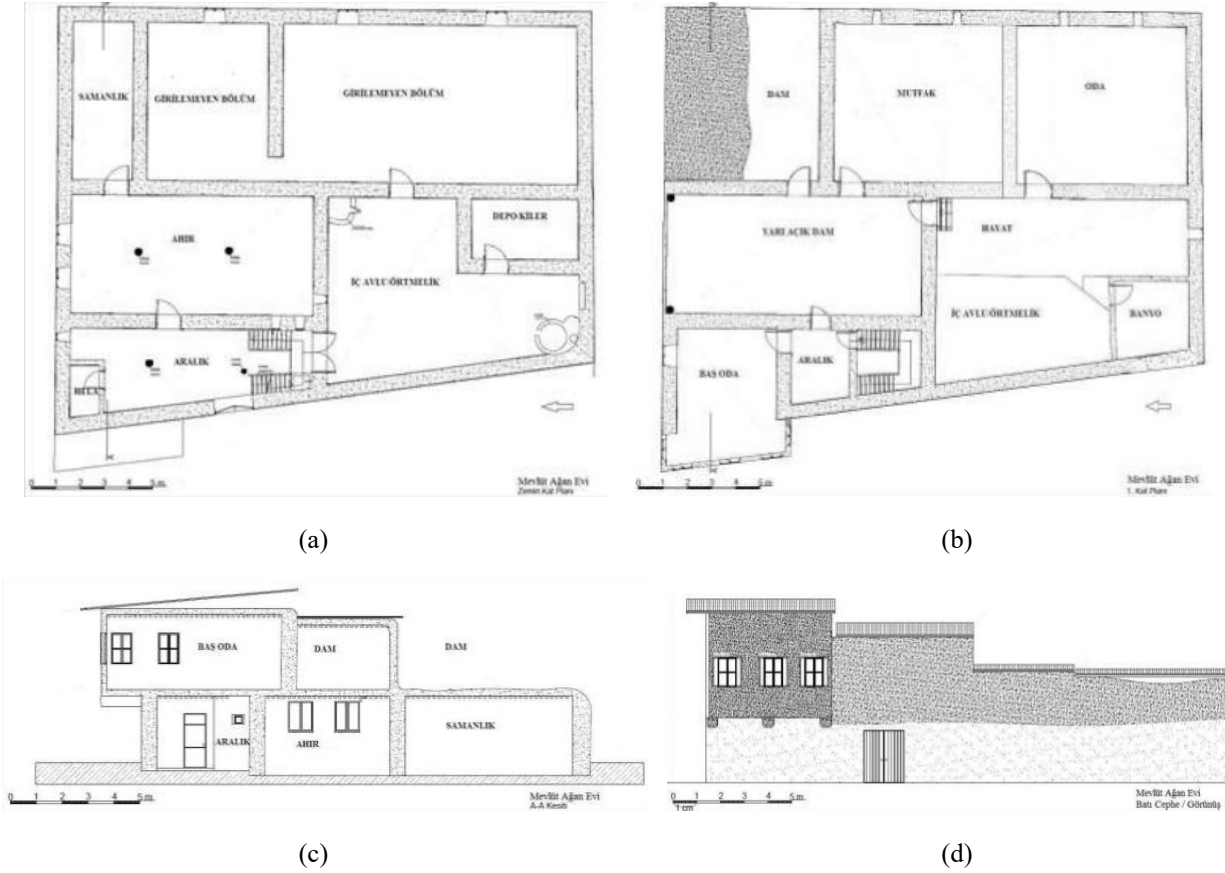 SAMANLIK
GİRİLEMEYEN BÖLÜM
GİRİLEMEYEN BÖLÜM
AHIR
DEPO/KİLER
İÇ AVLU/ÖRTMELİK
ARALIK
HELA
0 1 2 3 4 5 m.
Mevlüt Ağan Evi
Zemin Kat Planı
(a)
DAM
MUTFAK
ODA
YARI AÇIK DAM
HAYAT
İÇ AVLU/ÖRTMELİK
BANYO
ARALIK
BAŞ ODA
0 1 2 3 4 5 m.
Mevlüt Ağan Evi
1. Kat Planı
(b)
BAŞ ODA
DAM
DAM
ARALIK
AHIR
SAMANLIK
0 1 2 3 4 5 m.
Mevlüt Ağan Evi
A-A Kesiti
(c)
0 1 2 3 4 5 m.
1 cm
Mevlüt Ağan Evi
Batı Cephe / Görünüş
(d)